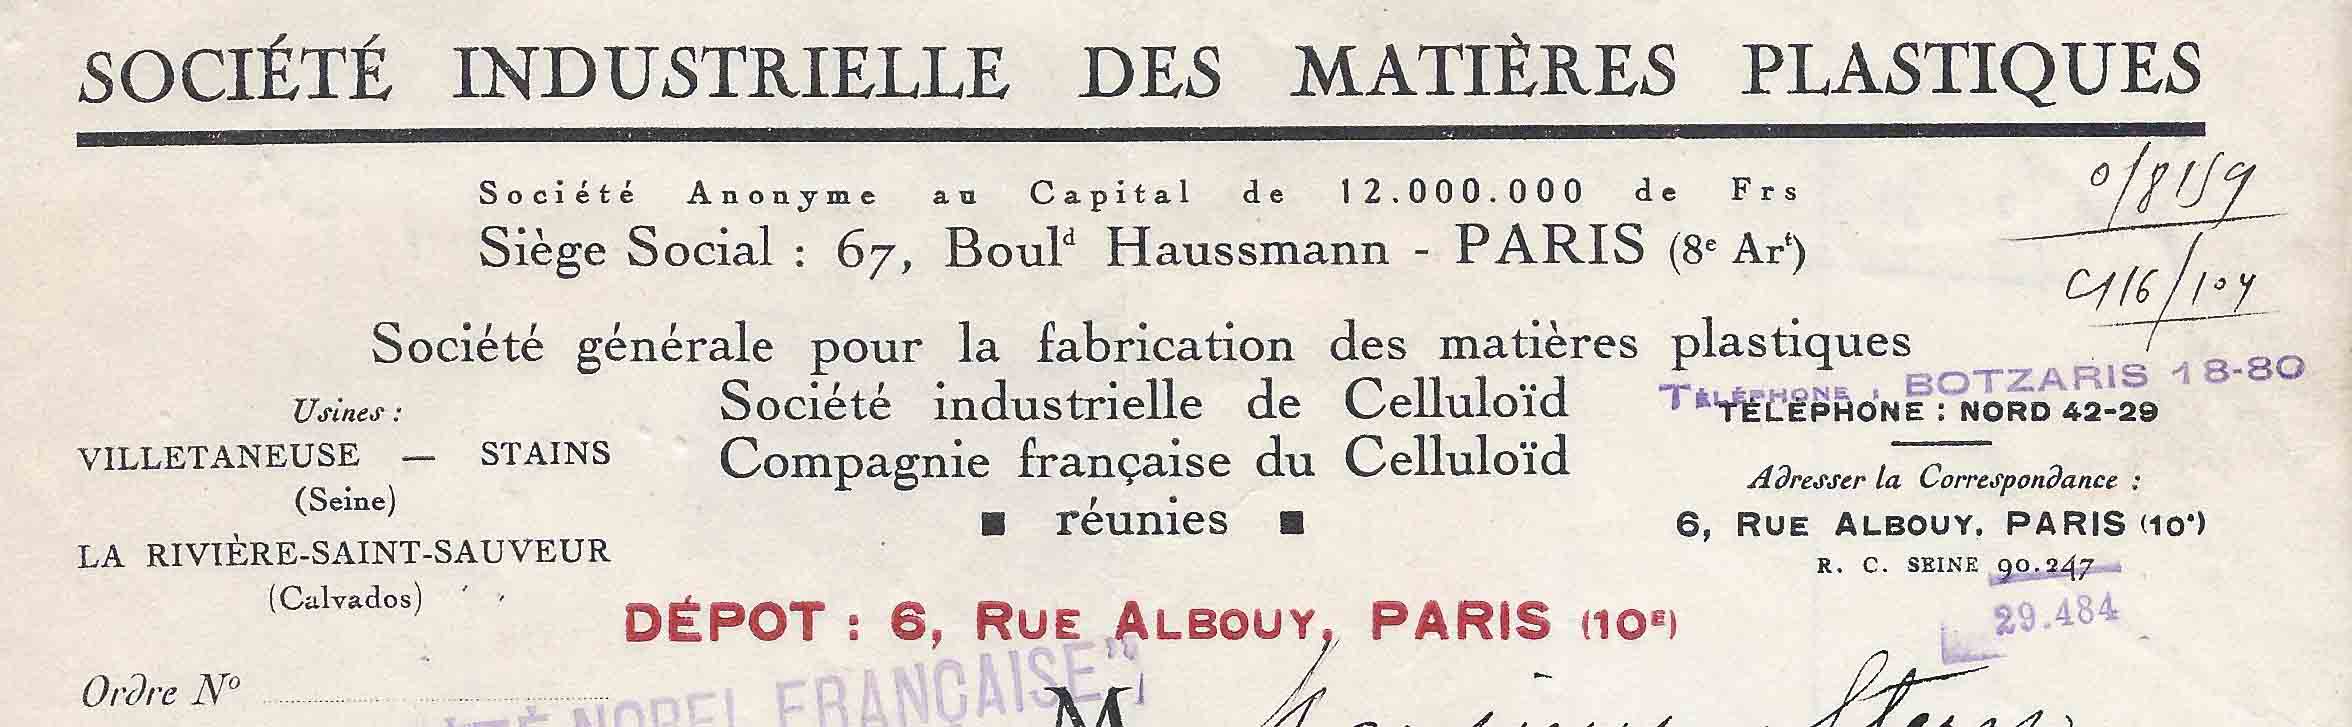 SOCIÉTÉ INDUSTRIELLE DES MATIÈRES PLASTIQUES
Société Anonyme au Capital de 12.000.000 de Frs
Siège Social : 67, Bould Haussmann - PARIS (8e Art)
0/8159
C116/104
Société générale pour la fabrication des matières plastiques
Société industrielle de Celluloïd
Compagnie française du Celluloïd
■ réunies ■
Usines :
VILLETANEUSE — STAINS
(Seine)
LA RIVIÈRE-SAINT-SAUVEUR
(Calvados)
TÉLÉPHONE : BOTZARIS 18-80
TÉLÉPHONE : NORD 42-29
Adresser la Correspondance :
6, RUE ALBOUY, PARIS (10e)
R. C. SEINE 90.247
29.484
DÉPOT : 6, RUE ALBOUY, PARIS (10E)
NOBEL FRANÇAISE"
Ordre No
M